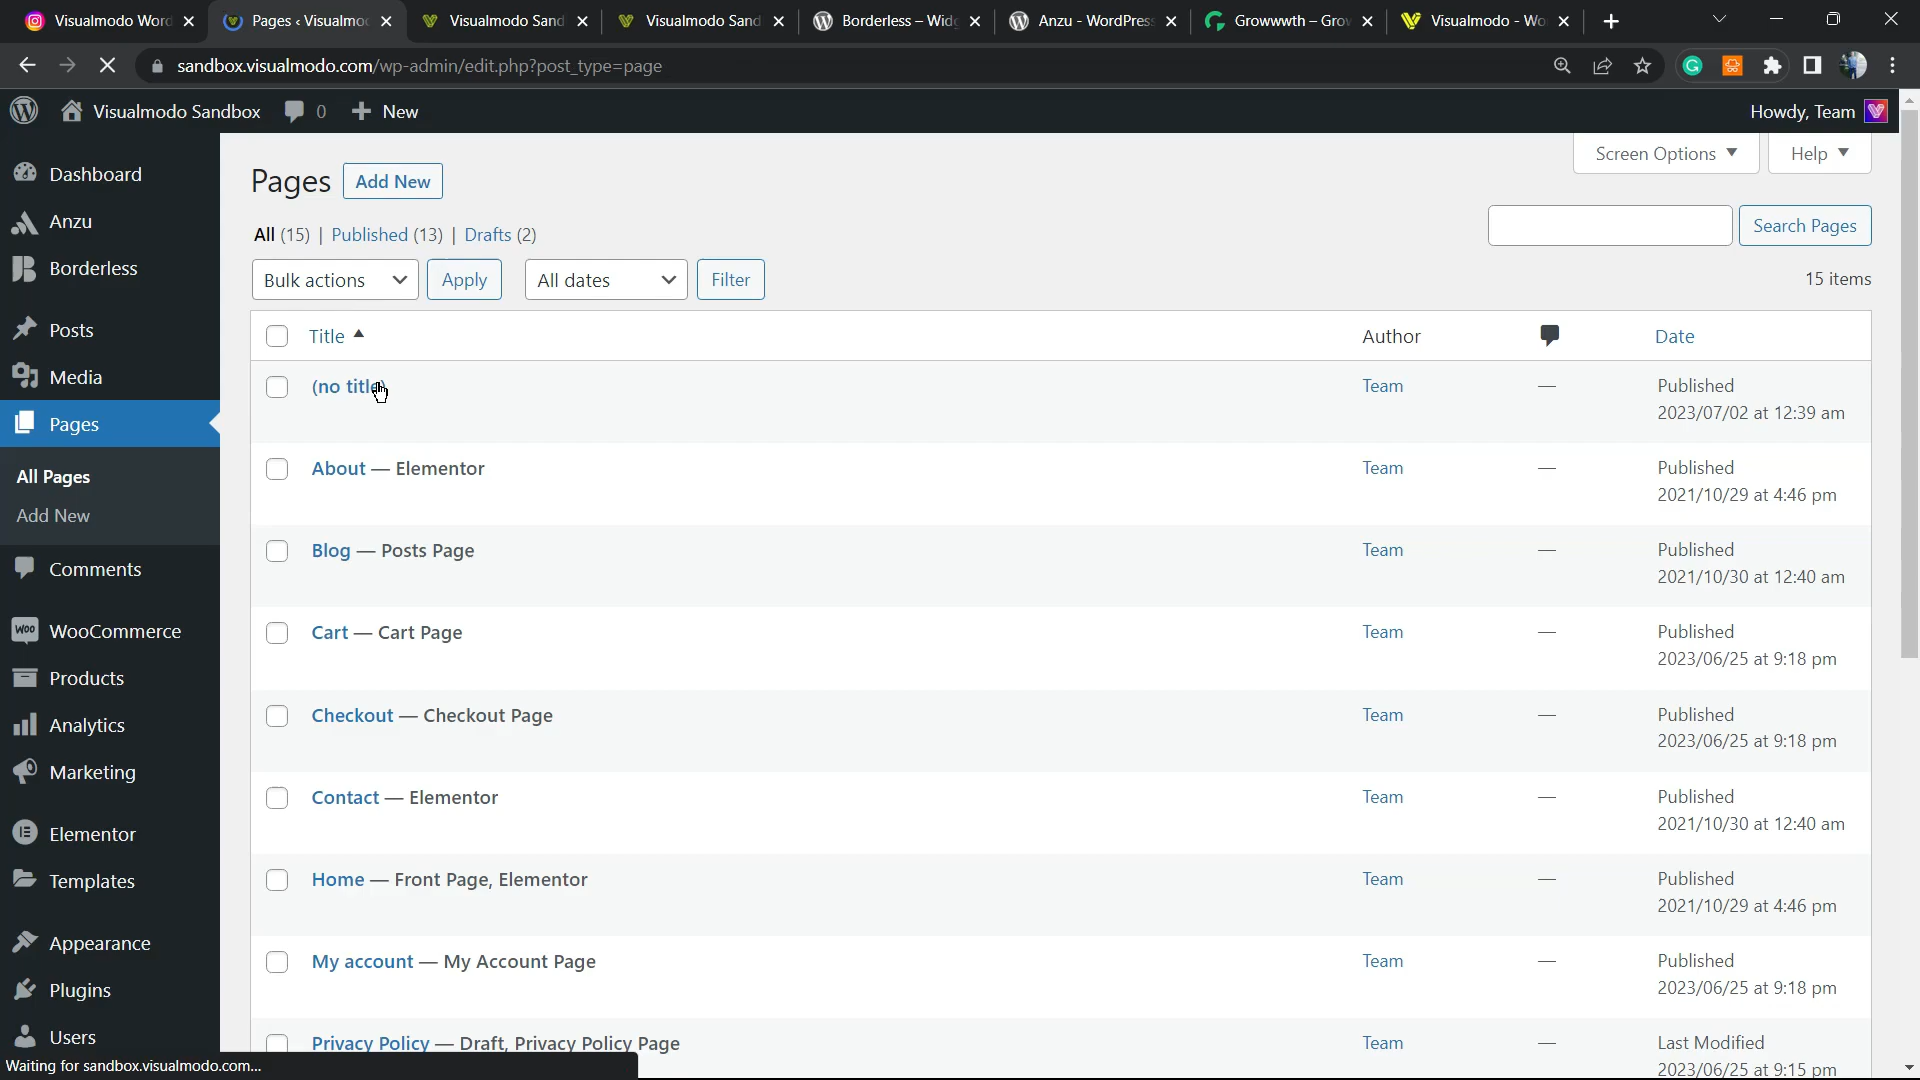 Visualmodo Word
Pages ‹ Visualmo
Visualmodo Sand
Visualmodo Sand
Borderless – Widg
Anzu - WordPress
Growwwth – Grov
Visualmodo - Wo
sandbox.visualmodo.com/wp-admin/edit.php?post_type=page
Visualmodo Sandbox
0
New
Howdy, Team
Dashboard
Anzu
Borderless
Posts
Media
Pages
All Pages
Add New
Comments
WOO WooCommerce
Products
Analytics
Marketing
Elementor
Templates
Appearance
Plugins
Users
Screen Options
Help
Pages
Add New
All (15) | Published (13) | Drafts (2)
Search Pages
Bulk actions
Apply
All dates
Filter
15 items
Title
Author
Date
(no title)
Team
—
Published
2023/07/02 at 12:39 am
About — Elementor
Team
—
Published
2021/10/29 at 4:46 pm
Blog — Posts Page
Team
—
Published
2021/10/30 at 12:40 am
Cart — Cart Page
Team
—
Published
2023/06/25 at 9:18 pm
Checkout — Checkout Page
Team
—
Published
2023/06/25 at 9:18 pm
Contact — Elementor
Team
—
Published
2021/10/30 at 12:40 am
Home — Front Page, Elementor
Team
—
Published
2021/10/29 at 4:46 pm
My account — My Account Page
Team
—
Published
2023/06/25 at 9:18 pm
Privacy Policy — Draft, Privacy Policy Page
Team
—
Last Modified
2023/06/25 at 9:15 pm
Waiting for sandbox.visualmodo.com...